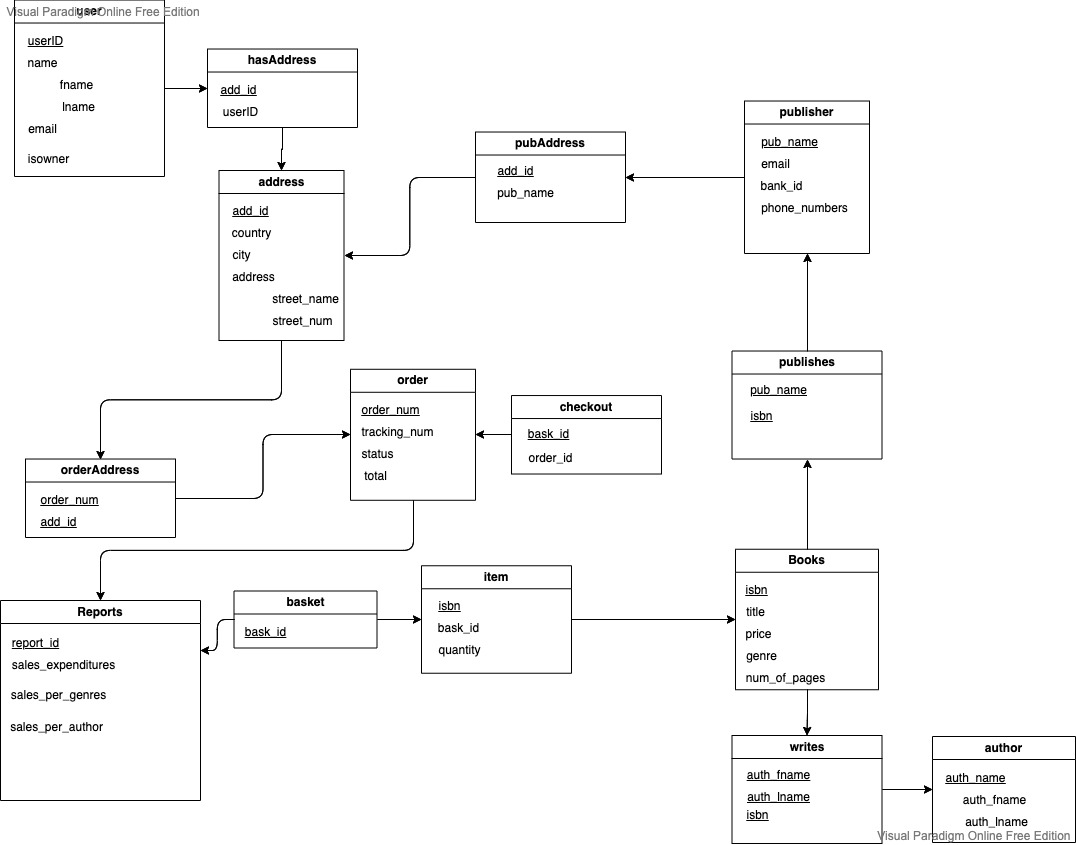 Visual Paradigm Online Free Edition
user
userID
name
fname
lname
email
isowner
hasAddress
add_id
userID
address
add_id
country
city
address
street_name
street_num
pubAddress
add_id
pub_name
publisher
pub_name
email
bank_id
phone_numbers
publishes
pub_name
isbn
order
order_num
tracking_num
status
total
checkout
bask_id
order_id
orderAddress
order_num
add_id
Reports
report_id
sales_expenditures
sales_per_genres
sales_per_author
basket
bask_id
item
isbn
bask_id
quantity
Books
isbn
title
price
genre
num_of_pages
writes
auth_fname
auth_lname
isbn
author
auth_name
auth_fname
auth_lname
Visual Paradigm Online Free Edition